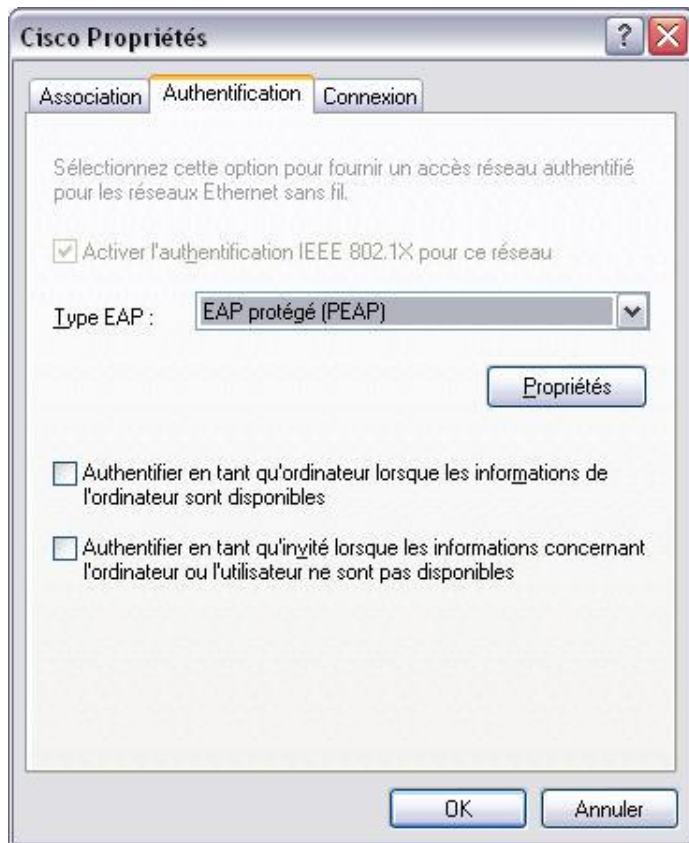 Cisco Propriétés
?
Association
Authentification
Connexion
Sélectionnez cette option pour fournir un accès réseau authentifié
pour les réseaux Ethernet sans fil.
Activer l'authentification IEEE 802.1X pour ce réseau
Type EAP :
EAP protégé (PEAP)
Propriétés
Authentifier en tant qu'ordinateur lorsque les informations de
l'ordinateur sont disponibles
Authentifier en tant qu'invité lorsque les informations concernant
l'ordinateur ou l'utilisateur ne sont pas disponibles
OK
Annuler